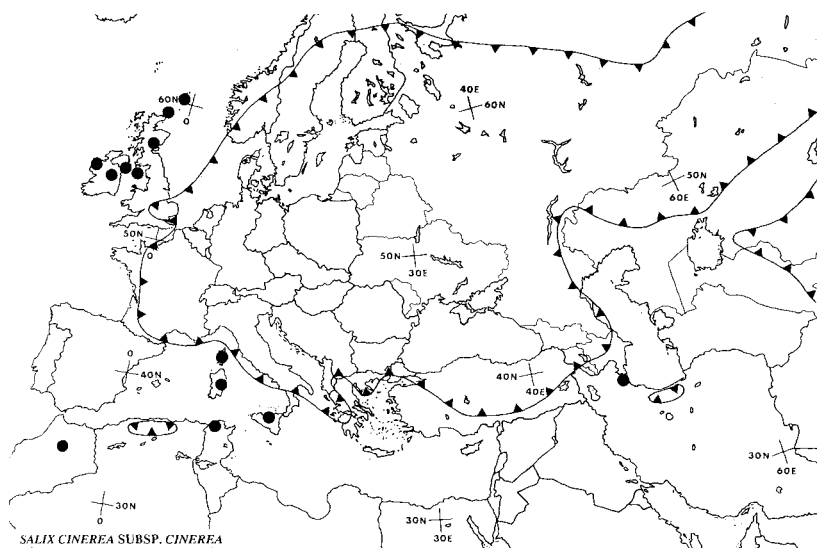 60N
0
40E
60N
50N
60E
50N
0
50N
30E
0
40N
40N
40E
30N
60E
30N
0
30N
30E
SALIX CINEREA SUBSP. CINEREA